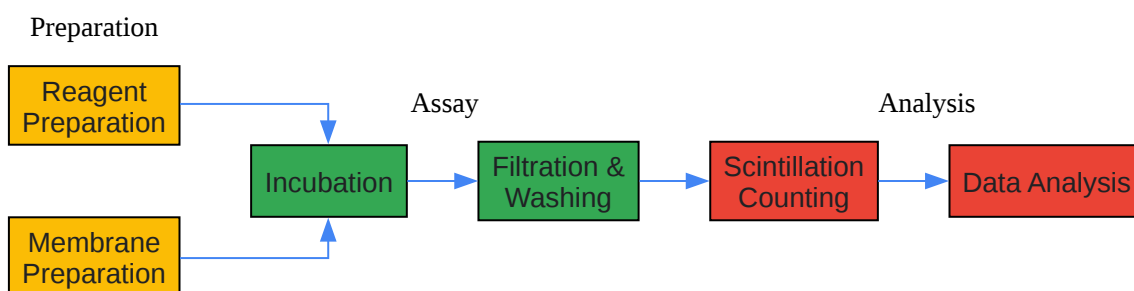 Preparation
Reagent
Preparation
Membrane
Preparation
Assay
Incubation
Filtration &
Washing
Analysis
Scintillation
Counting
Data Analysis